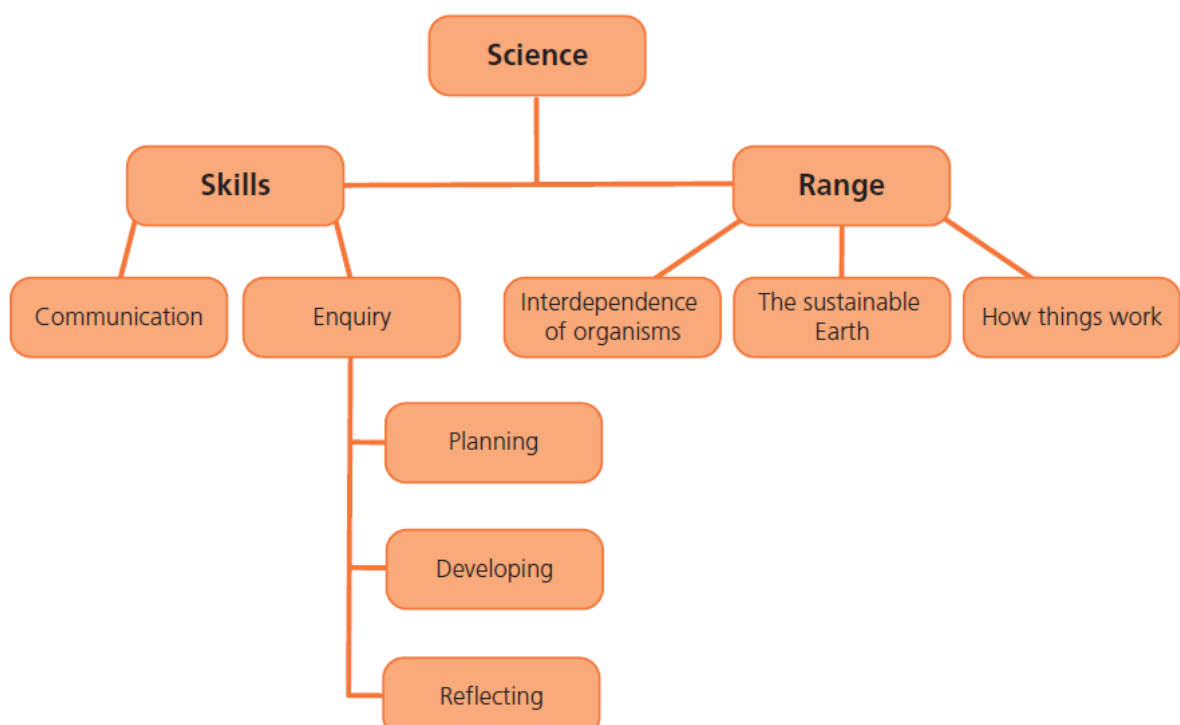 Science
Skills
Range
Communication
Enquiry
Interdependence
of organisms
The sustainable
Earth
How things work
Planning
Developing
Reflecting